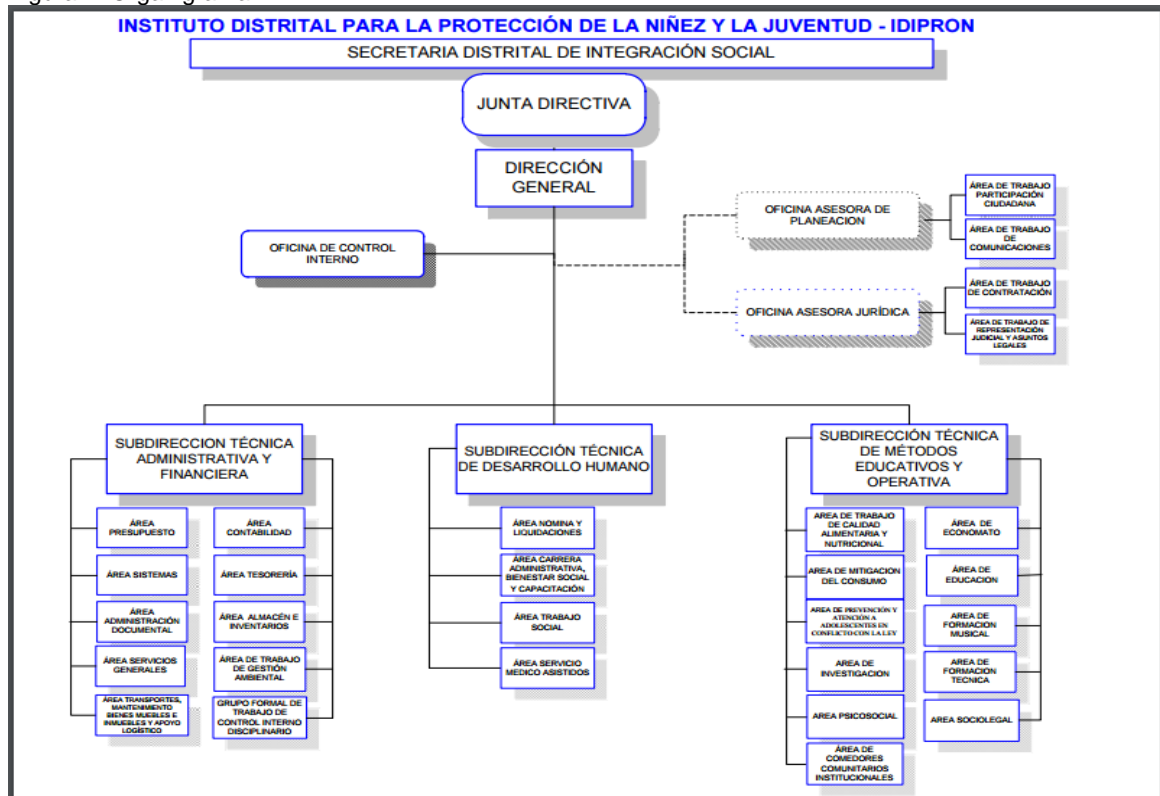 INSTITUTO DISTRITAL PARA LA PROTECCIÓN DE LA NIÑEZ Y LA JUVENTUD - IDIPRON
SECRETARIA DISTRITAL DE INTEGRACIÓN SOCIAL
JUNTA DIRECTIVA
DIRECCIÓN
GENERAL
OFICINA DE CONTROL
INTERNO
OFICINA ASESORA DE
PLANEACION
ÁREA DE TRABAJO
PARTICIPACIÓN
CIUDADANA
ÁREA DE TRABAJO
DE
COMUNICACIONES
OFICINA ASESORA JURÍDICA
ÁREA DE TRABAJO
DE CONTRATACIÓN
ÁREA DE TRABAJO DE
REPRESENTACIÓN
JUDICIAL Y ASUNTOS
LEGALES
SUBDIRECCION TÉCNICA
ADMINISTRATIVA Y
FINANCIERA
ÁREA
PRESUPUESTO
ÁREA SISTEMAS
ÁREA
ADMINISTRACIÓN
DOCUMENTAL
ÁREA SERVICIOS
GENERALES
ÁREA TRANSPORTES,
MANTENIMIENTO
BIENES MUEBLES E
INMUEBLES Y APOYO
LOGÍSTICO
ÁREA
CONTABILIDAD
ÁREA TESORERÍA
ÁREA ALMACÉN E
INVENTARIOS
ÁREA DE TRABAJO
DE GESTIÓN
AMBIENTAL
GRUPO FORMAL DE
TRABAJO DE
CONTROL INTERNO
DISCIPLINARIO
SUBDIRECCIÓN TÉCNICA
DE DESARROLLO HUMANO
ÁREA NOMINA Y
LIQUIDACIONES
ÁREA CARRERA
ADMINISTRATIVA,
BIENESTAR SOCIAL
Y CAPACITACIÓN
ÁREA TRABAJO
SOCIAL
ÁREA SERVICIO
MEDICO ASISTIDOS
SUBDIRECCIÓN TÉCNICA
DE MÉTODOS
EDUCATIVOS Y
OPERATIVA
AREA DE TRABAJO
DE CALIDAD
ALIMENTARIA Y
NUTRICIONAL
AREA DE MITIGACION
DEL CONSUMO
AREA DE PREVENCIÓN Y
ATENCIÓN A
ADOLESCENTES EN
CONFLICTO CON LA LEY
AREA DE
INVESTIGACION
AREA PSICOSOCIAL
ÁREA DE
COMEDORES
COMUNITARIOS
INSTITUCIONALES
ÁREA DE
ECONOMATO
ÁREA DE
EDUCACION
AREA DE
FORMACION
MUSICAL
AREA DE
FORMACION
TECNICA
AREA SOCIOLEGAL